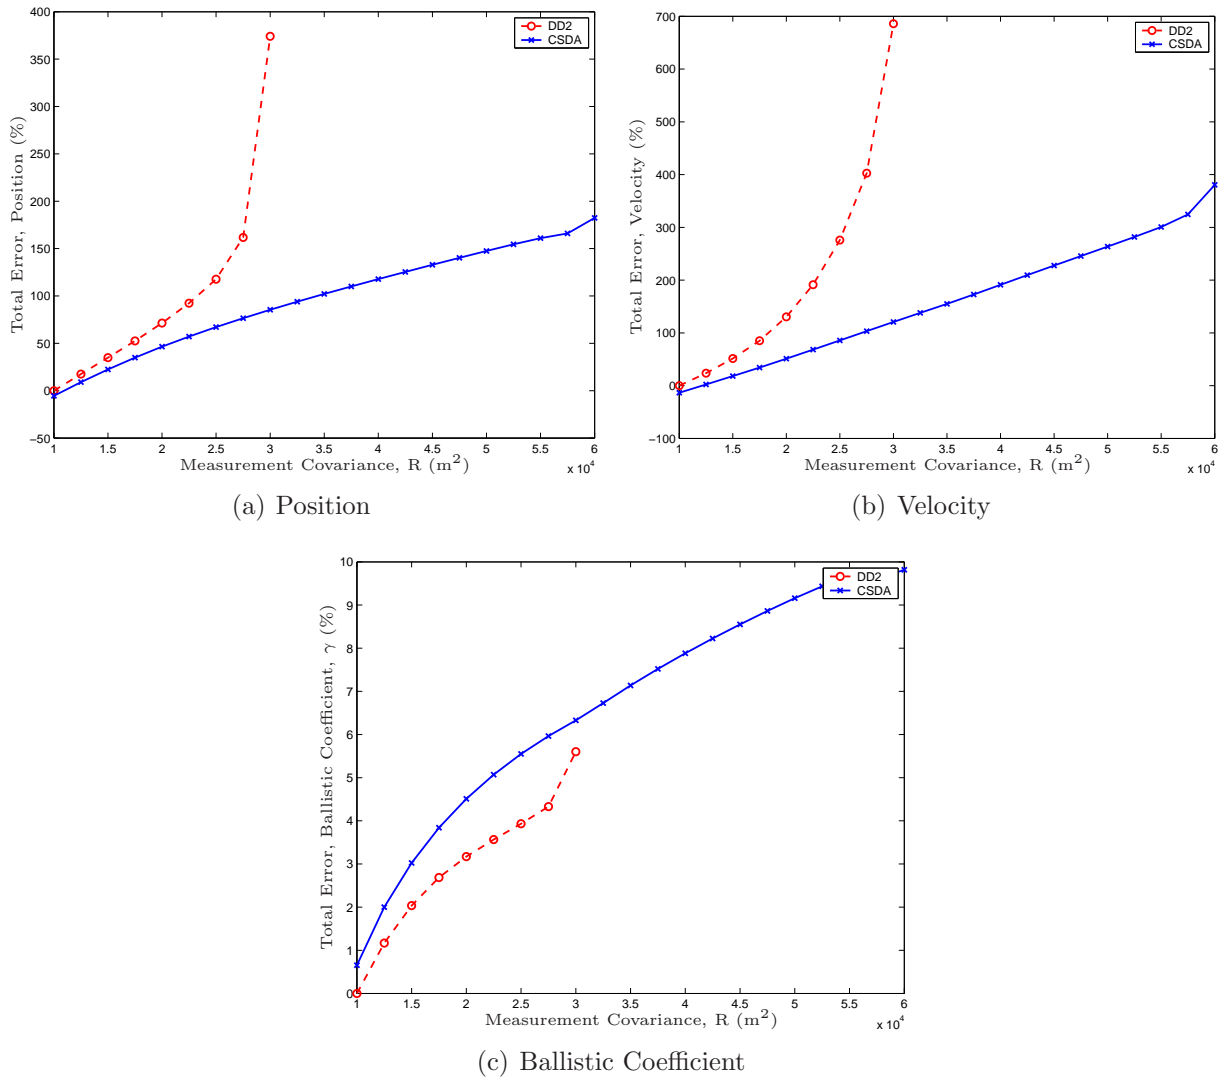 400
350
300
250
200
150
100
50
0
−50
Total Error, Position (%)
DD2
CSDA
1 1.5 2 2.5 3 3.5 4 4.5 5 5.5 6
x 10^4
Measurement Covariance, R (m²)
(a) Position
700
600
500
400
300
200
100
0
−100
Total Error, Velocity (%)
DD2
CSDA
1 1.5 2 2.5 3 3.5 4 4.5 5 5.5 6
x 10^4
Measurement Covariance, R (m²)
(b) Velocity
10
9
8
7
6
5
4
3
2
1
0
Total Error, Ballistic Coefficient, γ (%)
DD2
CSDA
1 1.5 2 2.5 3 3.5 4 4.5 5 5.5 6
x 10^4
Measurement Covariance, R (m²)
(c) Ballistic Coefficient